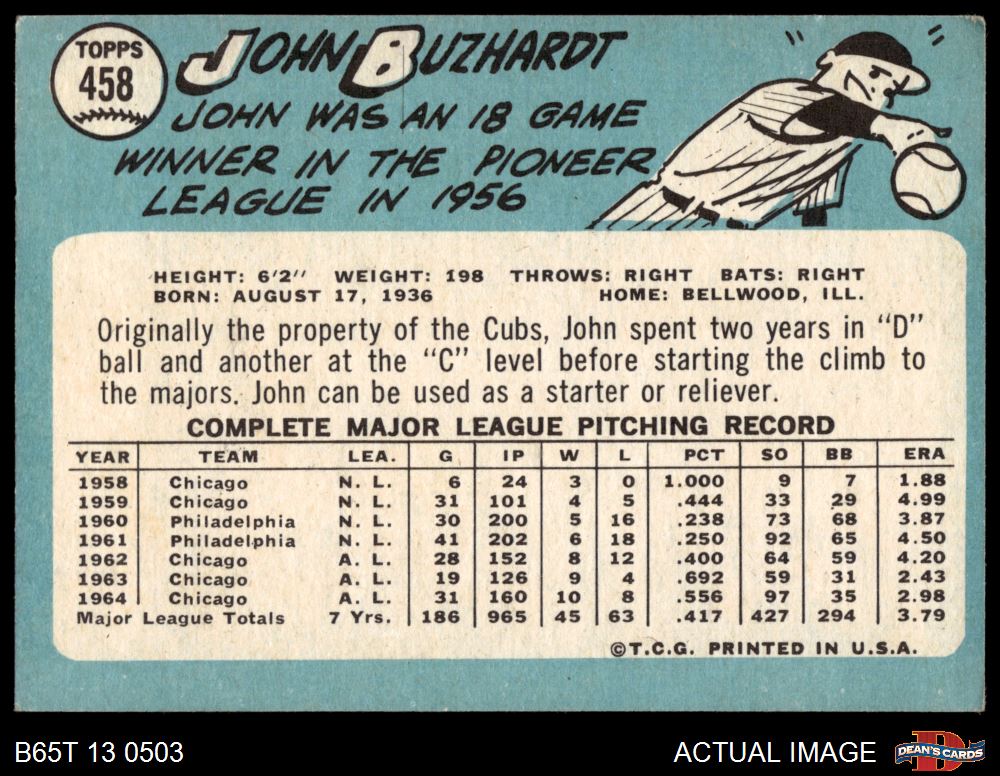 TOPPS
458
JOHN BUZHARDT
JOHN WAS AN 18 GAME
WINNER IN THE PIONEER
LEAGUE IN 1956
HEIGHT: 6'2" WEIGHT: 198 THROWS: RIGHT BATS: RIGHT
BORN: AUGUST 17, 1936 HOME: BELLWOOD, ILL.
Originally the property of the Cubs, John spent two years in "D"
ball and another at the "C" level before starting the climb to
the majors. John can be used as a starter or reliever.
COMPLETE MAJOR LEAGUE PITCHING RECORD
YEAR TEAM LEA. G IP W L PCT SO BB ERA
1958 Chicago N. L. 6 24 3 0 1.000 9 7 1.88
1959 Chicago N. L. 31 101 4 5 .444 33 29 4.99
1960 Philadelphia N. L. 30 200 5 16 .238 73 68 3.87
1961 Philadelphia N. L. 41 202 6 18 .250 92 65 4.50
1962 Chicago A. L. 28 152 8 12 .400 64 59 4.20
1963 Chicago A. L. 19 126 9 4 .692 59 31 2.43
1964 Chicago A. L. 31 160 10 8 .556 97 35 2.98
Major League Totals 7 Yrs. 186 965 45 63 .417 427 294 3.79
©T.C.G. PRINTED IN U.S.A.
B65T 13 0503 ACTUAL IMAGE DEAN'S CARDS